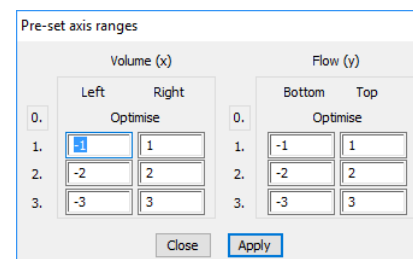 Pre-set axis ranges
Volume (x) Flow (y)
Left Right Bottom Top
0. Optimise 0. Optimise
1. -1 1 1. -1 1
2. -2 2 2. -2 2
3. -3 3 3. -3 3
Close Apply